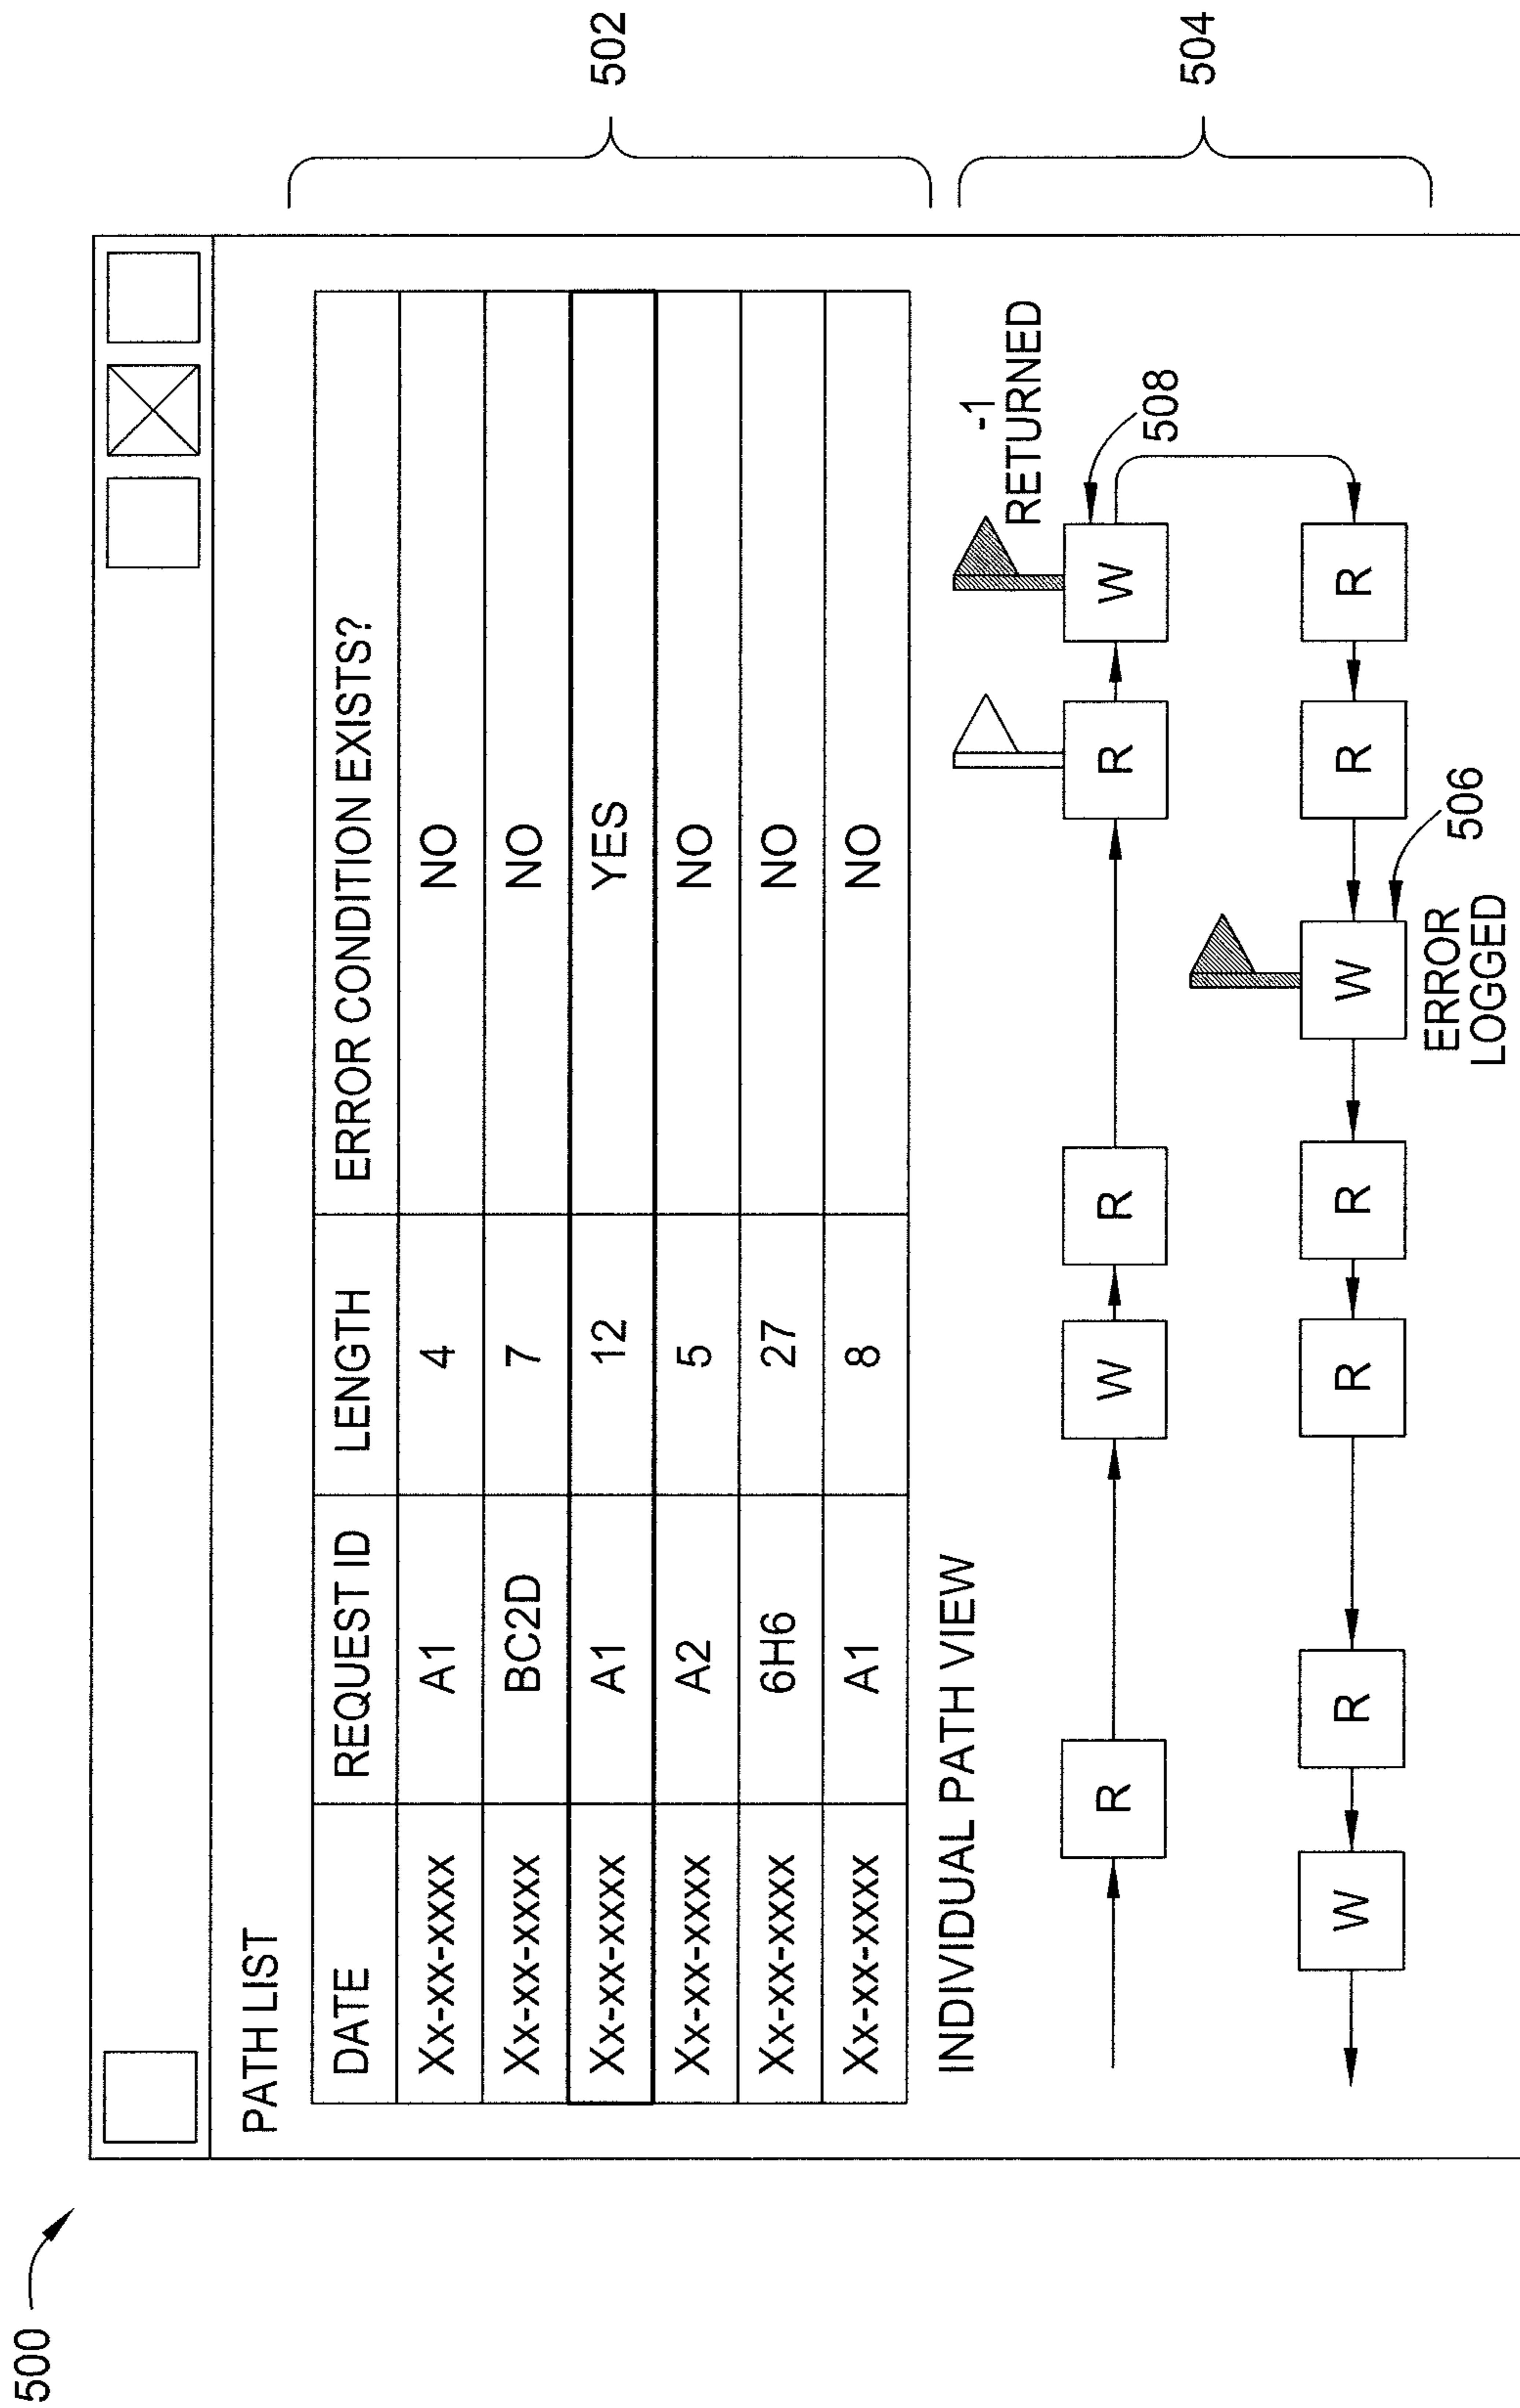 500
PATH LIST
DATE REQUEST ID LENGTH ERROR CONDITION EXISTS?
Xx-xx-xxxx A1 4 NO
Xx-xx-xxxx BC2D 7 NO
Xx-xx-xxxx A1 12 YES
Xx-xx-xxxx A2 5 NO
Xx-xx-xxxx 6H6 27 NO
Xx-xx-xxxx A1 8 NO
502
INDIVIDUAL PATH VIEW
-1
RETURNED
R W R R W
508
504
W R R R W R R
ERROR
LOGGED
506